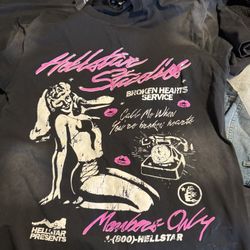 Hellstar
Studios
BROKEN HEARTS
SERVICE
Call Me When
You're broken hearted
HELLSTAR
PRESENTS
Members Only
1-(800)-HELLSTAR